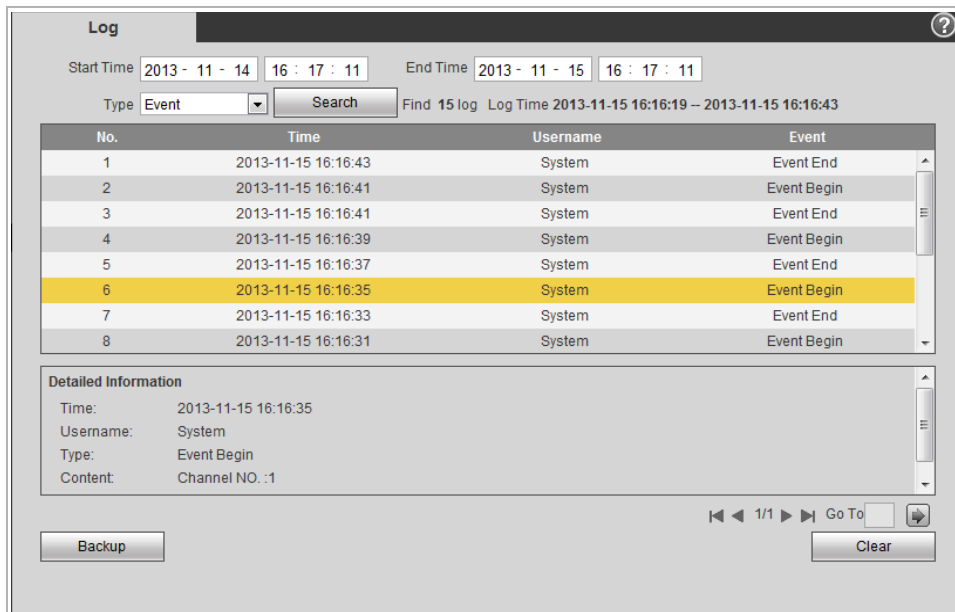 Log
?
Start Time 2013 - 11 - 14 16 : 17 : 11 End Time 2013 - 11 - 15 16 : 17 : 11
Type Event Search Find 15 log Log Time 2013-11-15 16:16:19 -- 2013-11-15 16:16:43
No. Time Username Event
1 2013-11-15 16:16:43 System Event End
2 2013-11-15 16:16:41 System Event Begin
3 2013-11-15 16:16:41 System Event End
4 2013-11-15 16:16:39 System Event Begin
5 2013-11-15 16:16:37 System Event End
6 2013-11-15 16:16:35 System Event Begin
7 2013-11-15 16:16:33 System Event End
8 2013-11-15 16:16:31 System Event Begin
Detailed Information
Time: 2013-11-15 16:16:35
Username: System
Type: Event Begin
Content: Channel NO. :1
1/1 Go To
Backup Clear